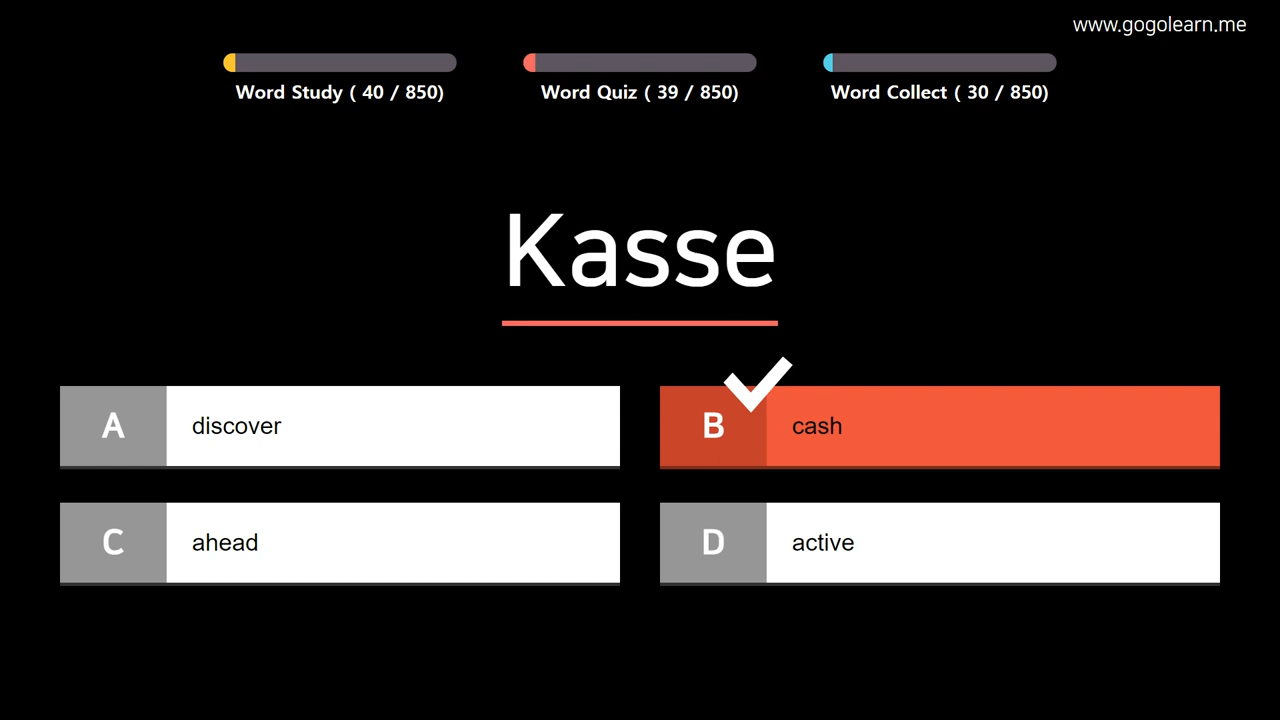 www.gogolearn.me
Word Study ( 40 / 850)
Word Quiz ( 39 / 850)
Word Collect ( 30 / 850)
Kasse
A
discover
B
cash
C
ahead
D
active